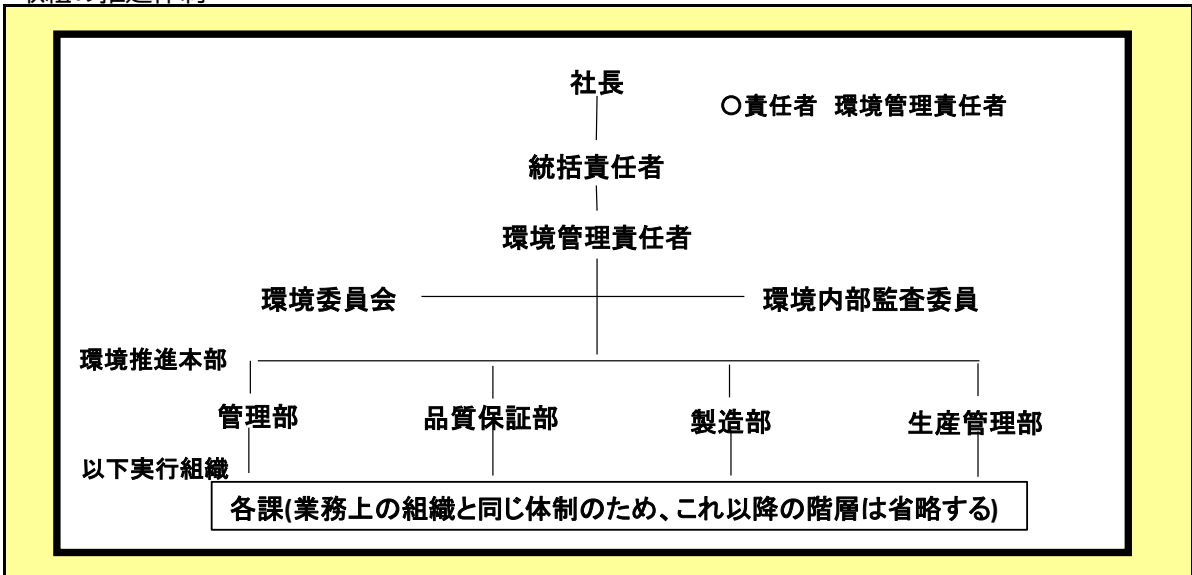 社長
○責任者 環境管理責任者
統括責任者
環境管理責任者
環境委員会 環境内部監査委員
環境推進本部
管理部 品質保証部 製造部 生産管理部
以下実行組織
各課(業務上の組織と同じ体制のため、これ以降の階層は省略する)